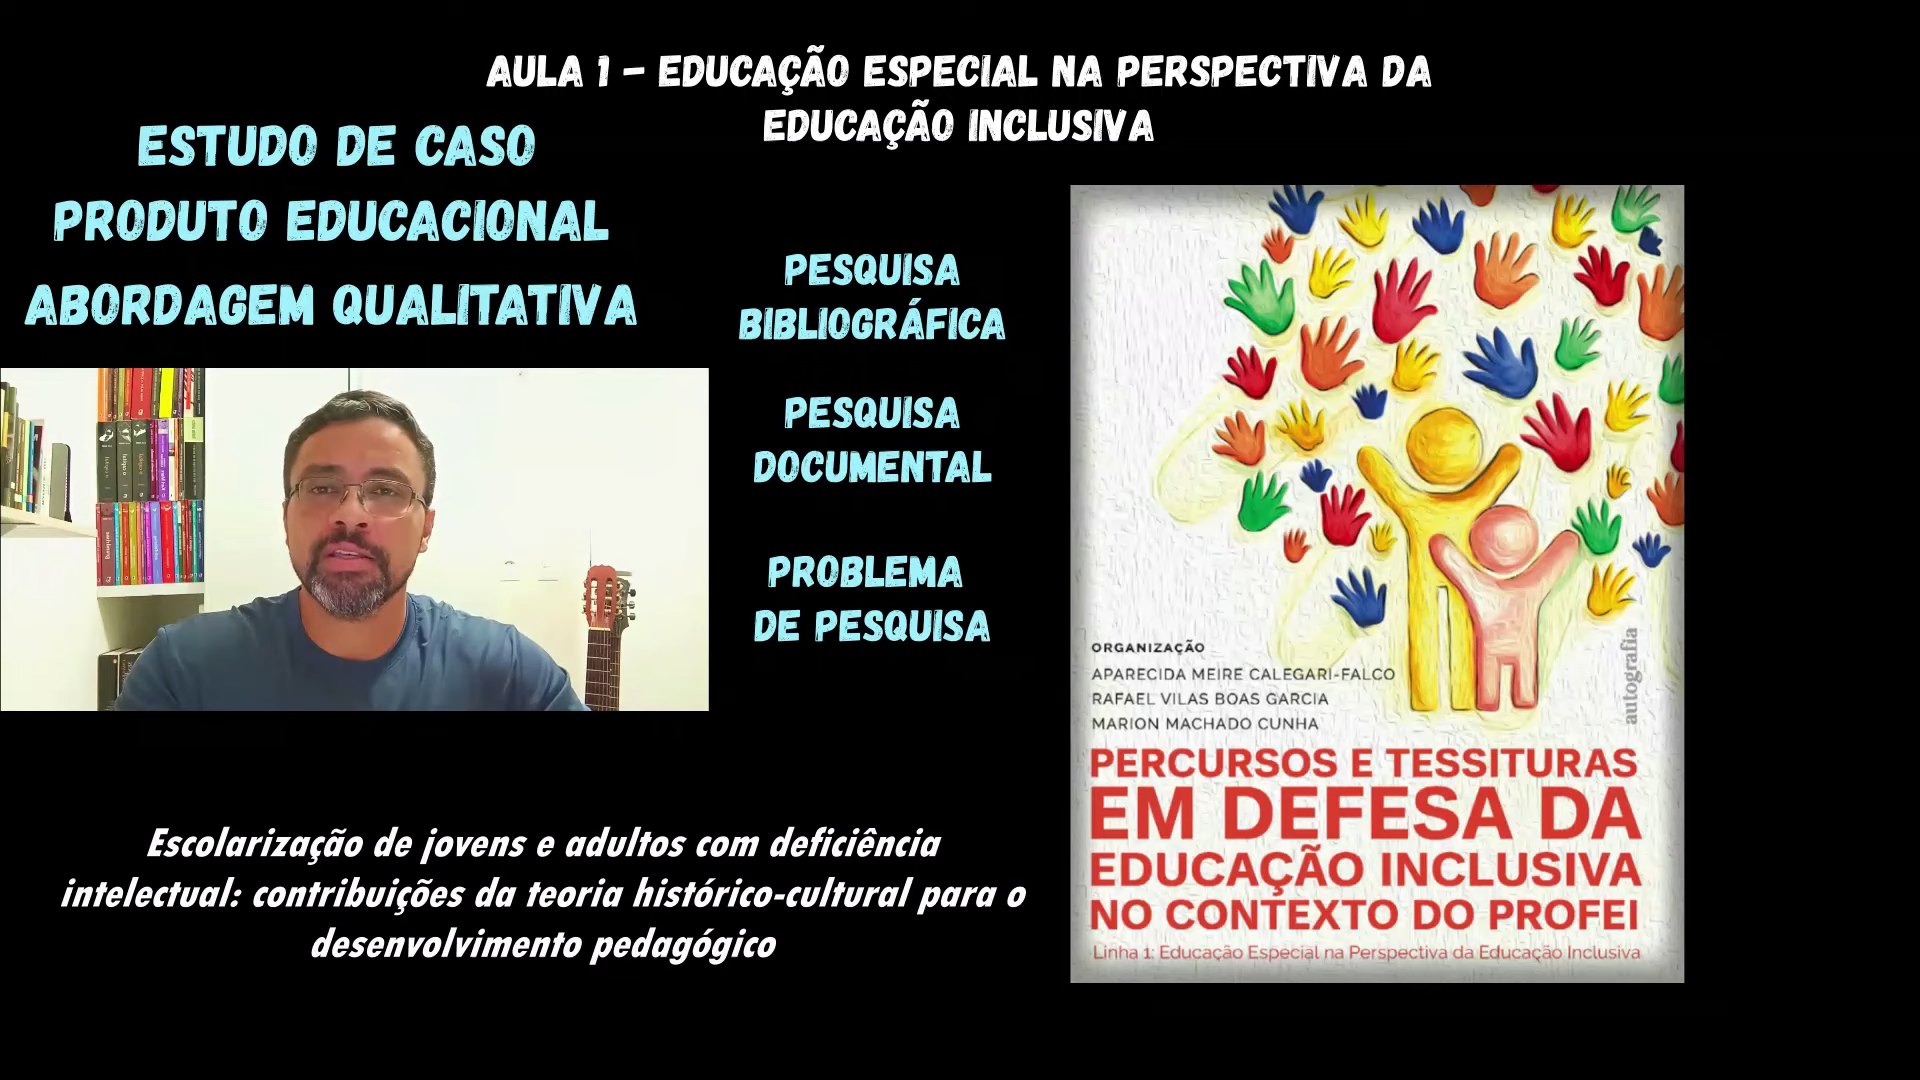 AULA 1 – EDUCAÇÃO ESPECIAL NA PERSPECTIVA DA
EDUCAÇÃO INCLUSIVA
ESTUDO DE CASO
PRODUTO EDUCACIONAL
ABORDAGEM QUALITATIVA
PESQUISA
BIBLIOGRÁFICA
PESQUISA
DOCUMENTAL
PROBLEMA
DE PESQUISA
Escolarização de jovens e adultos com deficiência
intelectual: contribuições da teoria histórico-cultural para o
desenvolvimento pedagógico
ORGANIZAÇÃO
APARECIDA MEIRE CALEGARI-FALCO
RAFAEL VILAS BOAS GARCIA
MARION MACHADO CUNHA
autografia
PERCURSOS E TESSITURAS
EM DEFESA DA
EDUCAÇÃO INCLUSIVA
NO CONTEXTO DO PROFEI
Linha 1: Educação Especial na Perspectiva da Educação Inclusiva